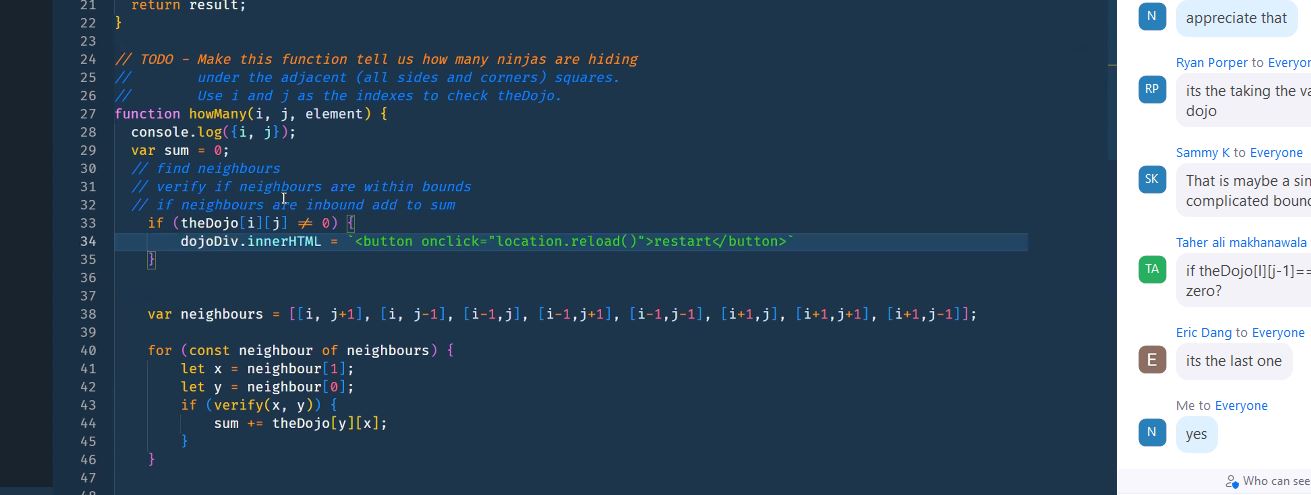 21 return result;
22 }
23
24 // TODO - Make this function tell us how many ninjas are hiding
25 //        under the adjacent (all sides and corners) squares.
26 //        Use i and j as the indexes to check theDojo.
27 function howMany(i, j, element) {
28   console.log({i, j});
29   var sum = 0;
30   // find neighbours
31   // verify if neighbours are within bounds
32   // if neighbours are inbound add to sum
33     if (theDojo[i][j] ≠ 0) {
34         dojoDiv.innerHTML = `<button onclick="location.reload()">restart</button>`
35     }
36
37
38     var neighbours = [[i, j+1], [i, j-1], [i-1,j], [i-1,j+1], [i-1,j-1], [i+1,j], [i+1,j+1], [i+1,j-1]];
39
40     for (const neighbour of neighbours) {
41         let x = neighbour[1];
42         let y = neighbour[0];
43         if (verify(x, y)) {
44             sum += theDojo[y][x];
45         }
46     }
47
N
appreciate that
Ryan Porper to
RP
its the taking the
dojo
Sammy K to Everyone
SK
That is maybe a
complicated
Taher ali makhanawala
TA
if theDojo[I][j-1]==
zero?
Eric Dang to Everyone
E
its the last one
Me to Everyone
N
yes
Who can see